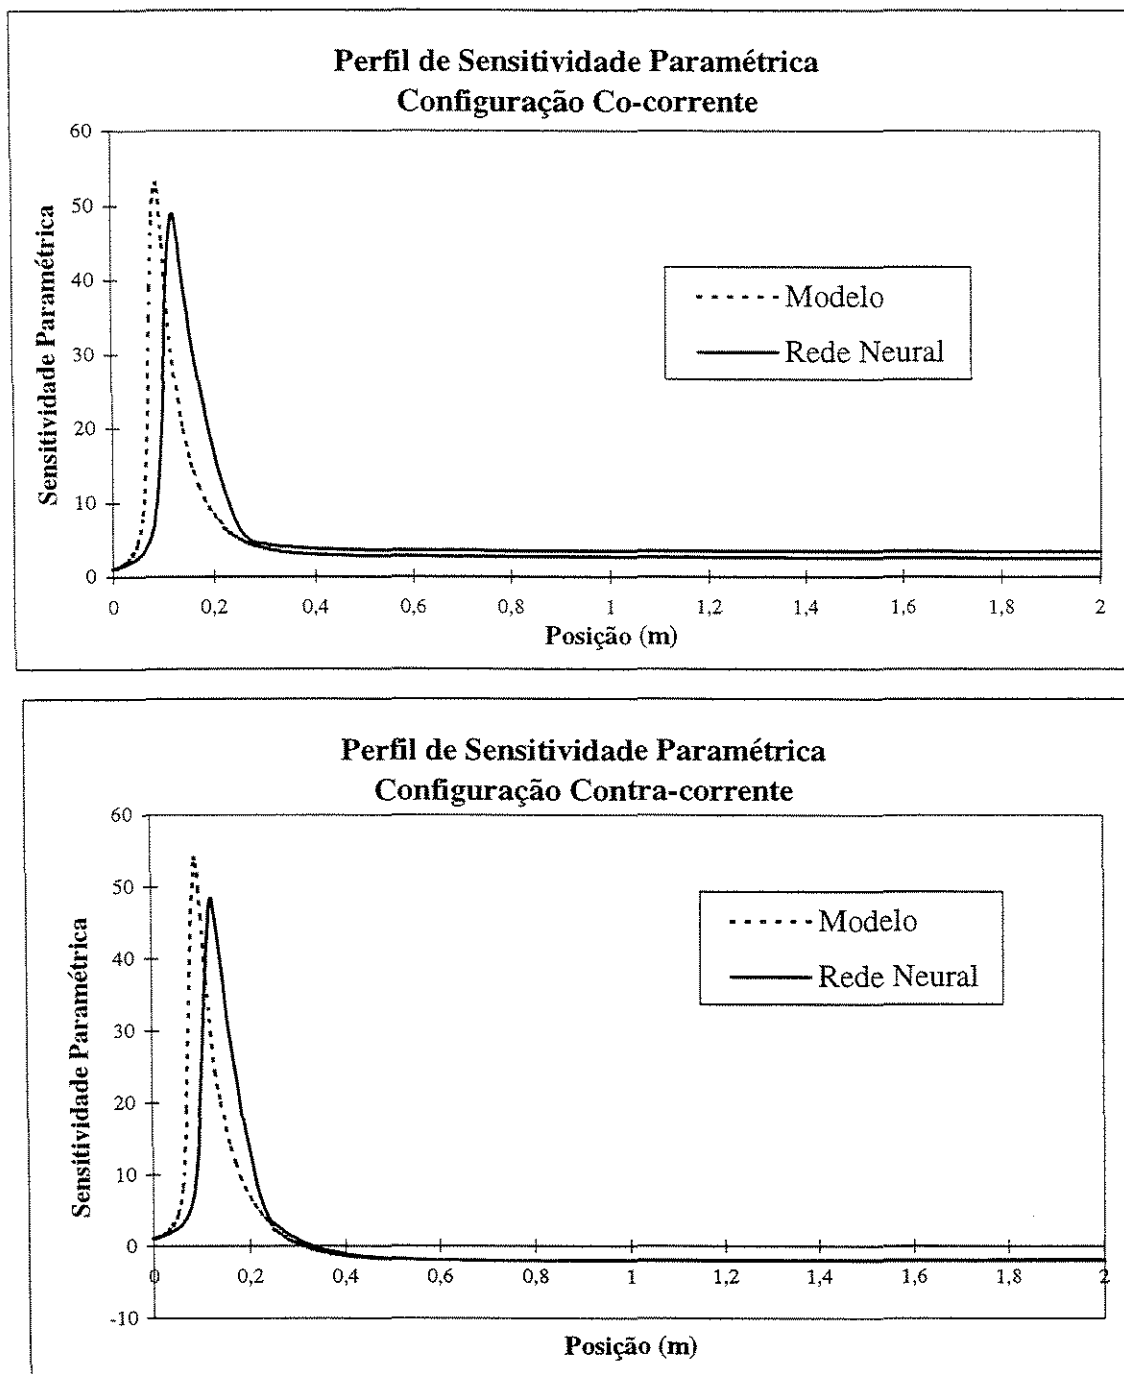 Perfil de Sensitividade Paramétrica
Configuração Co-corrente
60
50
40
30
20
10
0
Sensitividade Paramétrica
Modelo
Rede Neural
0 0,2 0,4 0,6 0,8 1 1,2 1,4 1,6 1,8 2
Posição (m)
Perfil de Sensitividade Paramétrica
Configuração Contra-corrente
60
50
40
30
20
10
0
-10
Sensitividade Paramétrica
Modelo
Rede Neural
0 0,2 0,4 0,6 0,8 1 1,2 1,4 1,6 1,8 2
Posição (m)